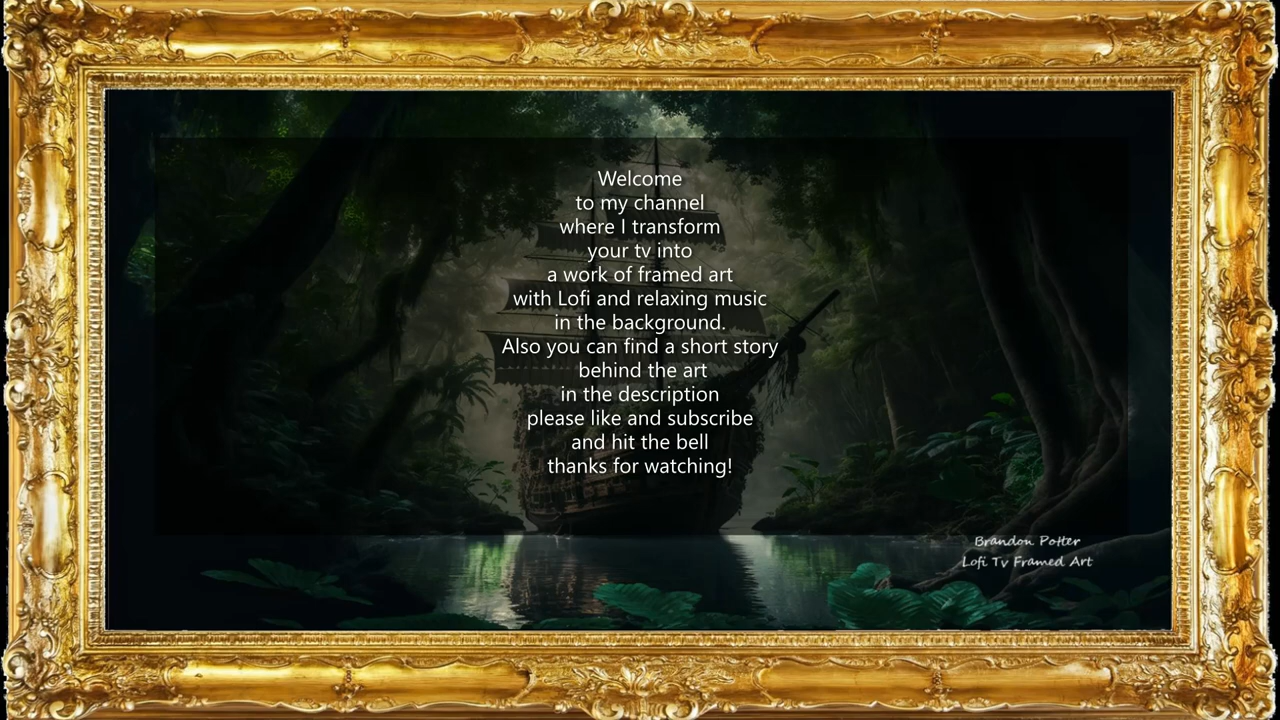 Welcome
to my channel
where I transform
your tv into
a work of framed art
with Lofi and relaxing music
in the background.
Also you can find a short story
behind the art
in the description
please like and subscribe
and hit the bell
thanks for watching!
Brandon Potter
Lofi Tv Framed Art